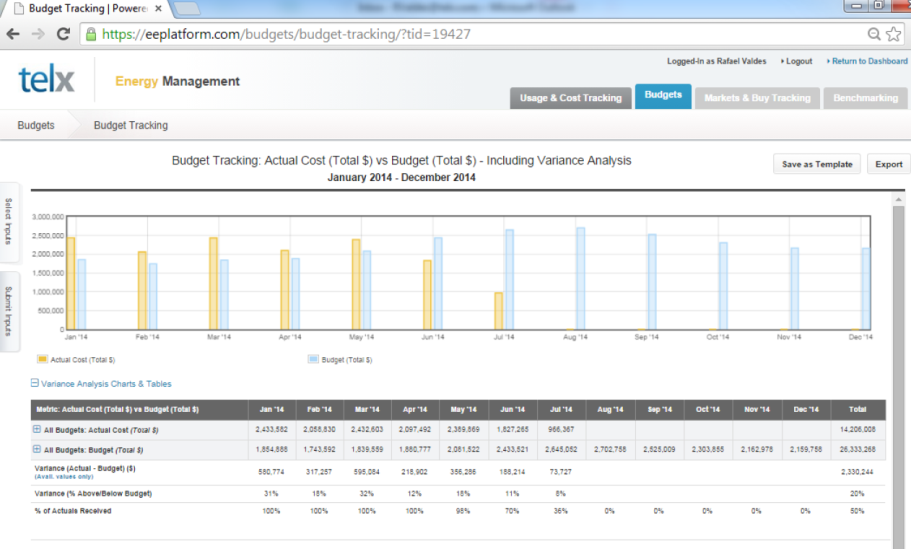 Budget Tracking | Powere ×
https://eeplatform.com/budgets/budget-tracking/?tid=19427
Logged-in as Rafael Valdes Logout Return to Dashboard
telx Energy Management
Usage & Cost Tracking Budgets Markets & Buy Tracking Benchmarking
Budgets Budget Tracking
Budget Tracking: Actual Cost (Total $) vs Budget (Total $) - Including Variance Analysis
January 2014 - December 2014
Save as Template Export
Select Inputs
Submit Inputs
3,000,000
2,500,000
2,000,000
1,500,000
1,000,000
500,000
0
Jan '14 Feb '14 Mar '14 Apr '14 May '14 Jun '14 Jul '14 Aug '14 Sep '14 Oct '14 Nov '14 Dec '14
Actual Cost (Total $) Budget (Total $)
Variance Analysis Charts & Tables
Metric: Actual Cost (Total $) vs Budget (Total $) Jan '14 Feb '14 Mar '14 Apr '14 May '14 Jun '14 Jul '14 Aug '14 Sep '14 Oct '14 Nov '14 Dec '14 Total
All Budgets: Actual Cost (Total $) 2,433,582 2,058,830 2,432,603 2,097,492 2,389,869 1,827,265 966,367 14,206,008
All Budgets: Budget (Total $) 1,854,888 1,743,592 1,839,559 1,880,777 2,081,522 2,433,521 2,645,052 2,702,758 2,525,009 2,303,858 2,162,975 2,159,758 26,333,268
Variance (Actual - Budget) ($) 580,774 317,257 595,084 218,902 356,286 188,214 73,727 2,330,244
(Avail. values only)
Variance (% Above/Below Budget) 31% 18% 32% 12% 18% 11% 8% 20%
% of Actuals Received 100% 100% 100% 100% 98% 70% 36% 0% 0% 0% 0% 0% 50%